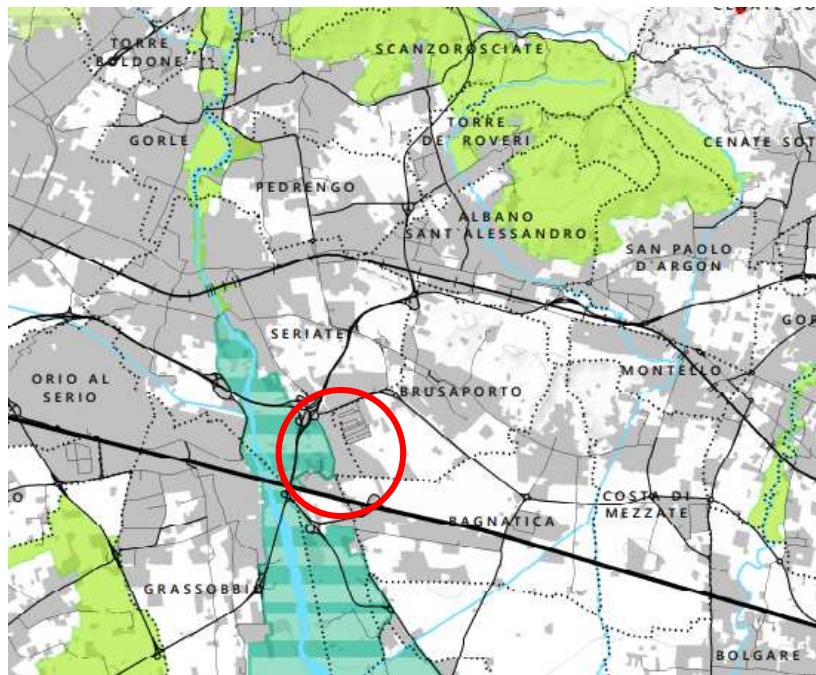 TORRE
BOLDONE
SCANZOROSCIATE
GORLE
TORRE
DE' ROVERI
CENATE SOT
PEDRENGO
ALBANO
SANT'ALESSANDRO
SAN PAOLO
D'ARGON
SERIATE
GOR
MONTELLO
ORIO AL
SERIO
BRUSAPORTO
COSTA DI
MEZZATE
BAGNATICA
GRASSOBBIO
BOLGARE